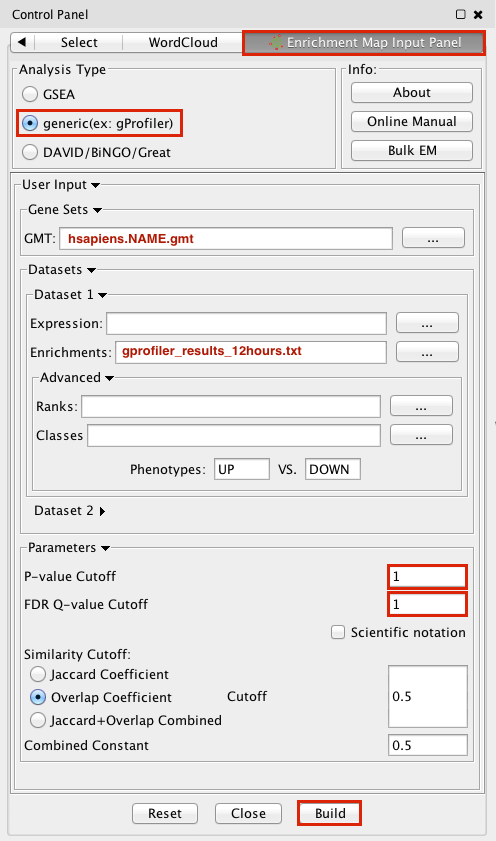 Control Panel
Select WordCloud Enrichment Map Input Panel
Analysis Type
GSEA
generic(ex: gProfiler)
DAVID/BiNGO/Great
Info:
About
Online Manual
Bulk EM
User Input
Gene Sets
GMT: hsapiens.NAME.gmt ...
Datasets
Dataset 1
Expression: ...
Enrichments: gprofiler_results_12hours.txt ...
Advanced
Ranks: ...
Classes ...
Phenotypes: UP VS. DOWN
Dataset 2
Parameters
P-value Cutoff 1
FDR Q-value Cutoff 1
Scientific notation
Similarity Cutoff:
Jaccard Coefficient
Overlap Coefficient Cutoff 0.5
Jaccard+Overlap Combined
Combined Constant 0.5
Reset Close Build